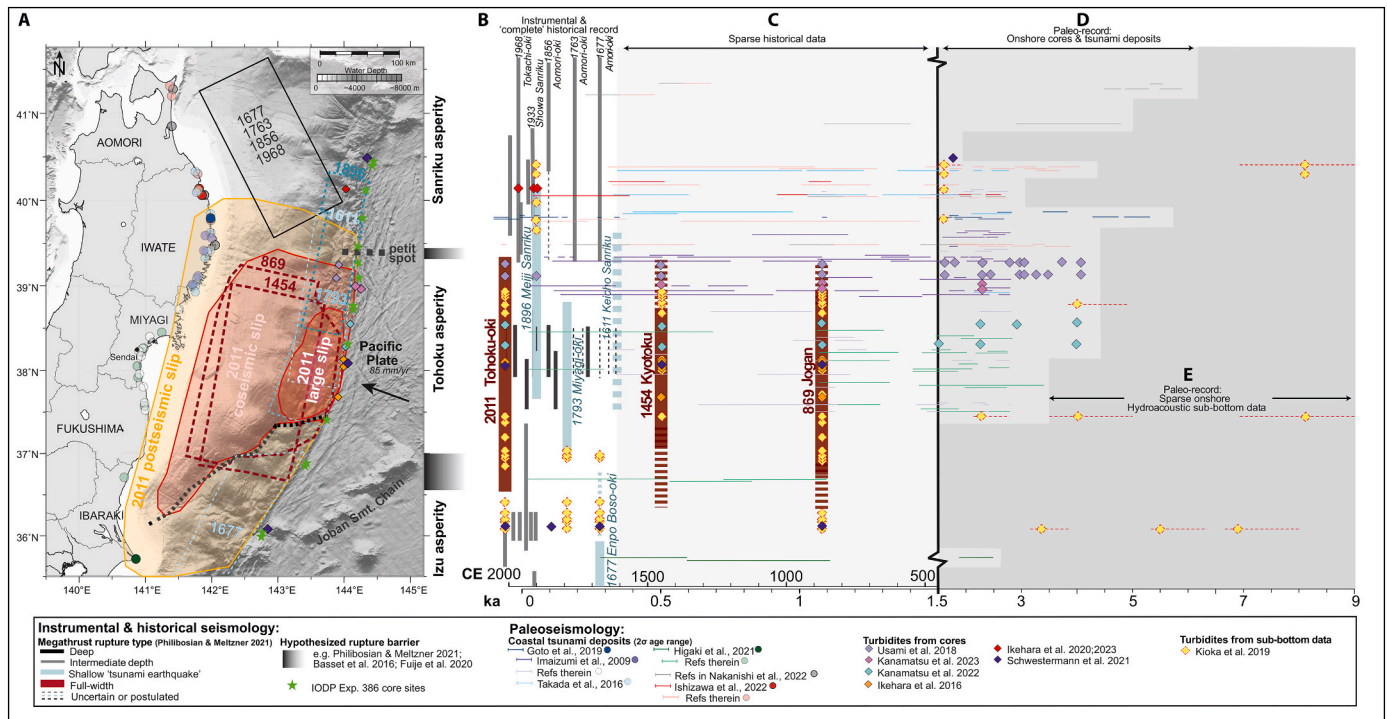 A
B
C
D
Instrumental &
'complete' historical record
Sparse historical data
Paleo-record:
Onshore cores & tsunami deposits
N
0 100 km
Water Depth
0 −4000 −8000 m
41°N
40°N
39°N
38°N
37°N
36°N
140°E
141°E
142°E
143°E
144°E
145°E
AOMORI
IWATE
MIYAGI
Sendai
FUKUSHIMA
IBARAKI
1677
1763
1856
1968
1896
1611
869
1454
1793
1677
petit
spot
2011 postseismic slip
2011
coseismic slip
2011
large slip
Pacific
Plate
85 mm/yr
Joban Smt. Chain
Sanriku asperity
Tohoku asperity
Izu asperity
1968
Tokachi-oki
1933
Showa Sanriku
1856
Aomori-oki
1763
Aomori-oki
1677
Amori-oki
2011 Tohoku-oki
1896 Meiji Sanriku
1793 Miyagi-oki
1611 Keicho Sanriku
1677 Enpo Boso-oki
1454 Kyotoku
869 Jogan
E
Paleo-record:
Sparse onshore
Hydroacoustic sub-bottom data
CE 2000 1500 1000 500
ka 0 0.5 1 1.5 3 5 7 9
Instrumental & historical seismology:
Megathrust rupture type (Philibosian & Meltzner 2021)
Deep
Intermediate depth
Shallow 'tsunami earthquake'
Full-width
Uncertain or postulated
Hypothesized rupture barrier
e.g. Philibosian & Meltzner 2021;
Basset et al. 2016; Fuije et al. 2020
IODP Exp. 386 core sites
Paleoseismology:
Coastal tsunami deposits (2σ age range)
Goto et al., 2019
Imaizumi et al., 2009
Refs therein
Takada et al., 2016
Higaki et al., 2021
Refs therein
Refs in Nakanishi et al., 2022
Ishizawa et al., 2022
Refs therein
Turbidites from cores
Usami et al. 2018
Kanamatsu et al. 2023
Kanamatsu et al. 2022
Ikehara et al. 2016
Ikehara et al. 2020;2023
Schwestermann et al. 2021
Turbidites from sub-bottom data
Kioka et al. 2019